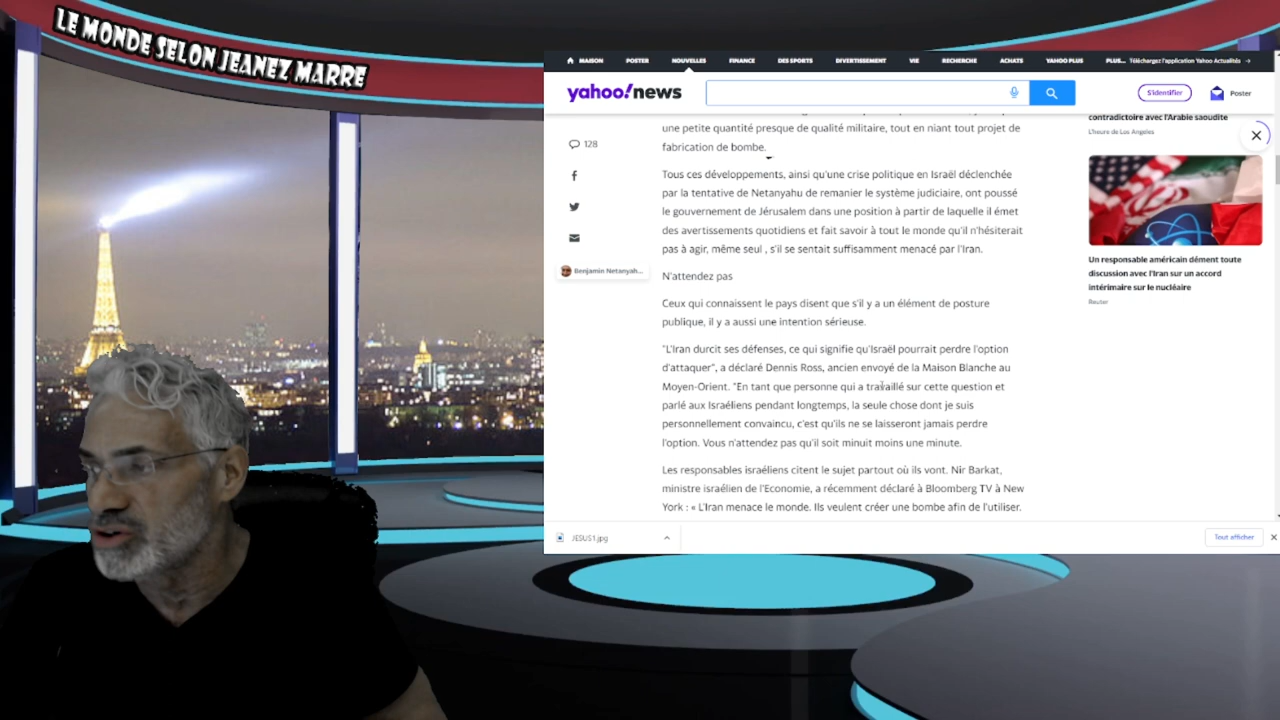 LE MONDE SELON JEANEZ MARRE
MAISON POSTER NOUVELLES FINANCE DES SPORTS DIVERTISSEMENT VIE RECHERCHE ACHATS YAHOO PLUS PLUS... Téléchargez l'application Yahoo Actualités →
yahoo!news
S'identifier
Poster
128
Benjamin Netanyah...
une petite quantité presque de qualité militaire, tout en niant tout projet de
fabrication de bombe.
Tous ces développements, ainsi qu'une crise politique en Israël déclenchée
par la tentative de Netanyahu de remanier le système judiciaire, ont poussé
le gouvernement de Jérusalem dans une position à partir de laquelle il émet
des avertissements quotidiens et fait savoir à tout le monde qu'il n'hésiterait
pas à agir, même seul , s'il se sentait suffisamment menacé par l'Iran.
N'attendez pas
Ceux qui connaissent le pays disent que s'il y a un élément de posture
publique, il y a aussi une intention sérieuse.
"L'Iran durcit ses défenses, ce qui signifie qu'Israël pourrait perdre l'option
d'attaquer", a déclaré Dennis Ross, ancien envoyé de la Maison Blanche au
Moyen-Orient. "En tant que personne qui a travaillé sur cette question et
parlé aux Israéliens pendant longtemps, la seule chose dont je suis
personnellement convaincu, c'est qu'ils ne se laisseront jamais perdre
l'option. Vous n'attendez pas qu'il soit minuit moins une minute.
Les responsables israéliens citent le sujet partout où ils vont. Nir Barkat,
ministre israélien de l'Economie, a récemment déclaré à Bloomberg TV à New
York : « L'Iran menace le monde. Ils veulent créer une bombe afin de l'utiliser.
contradictoire avec l'Arabie saoudite
L'heure de Los Angeles
Un responsable américain dément toute
discussion avec l'Iran sur un accord
intérimaire sur le nucléaire
Reuter
JESUS1.jpg
Tout afficher